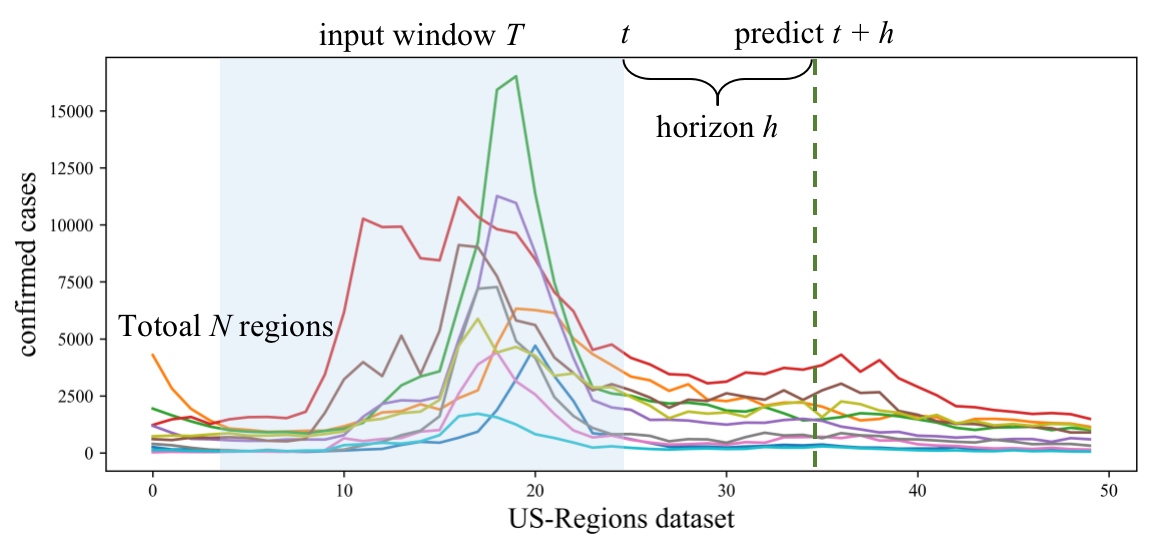 input window T
t
predict t + h
horizon h
confirmed cases
15000
12500
10000
7500
5000
2500
0
Totoal N regions
0
10
20
30
40
50
US-Regions dataset